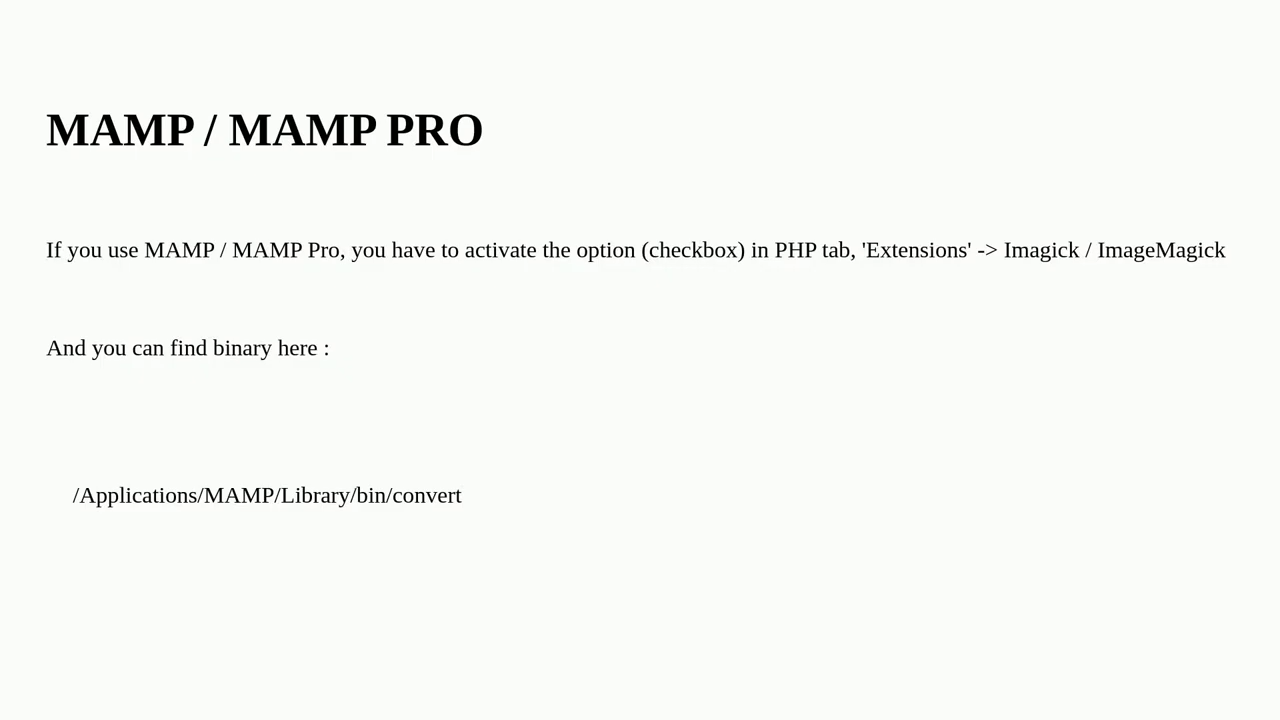 MAMP / MAMP PRO
If you use MAMP / MAMP Pro, you have to activate the option (checkbox) in PHP tab, 'Extensions' -> Imagick / ImageMagick
And you can find binary here :
/Applications/MAMP/Library/bin/convert